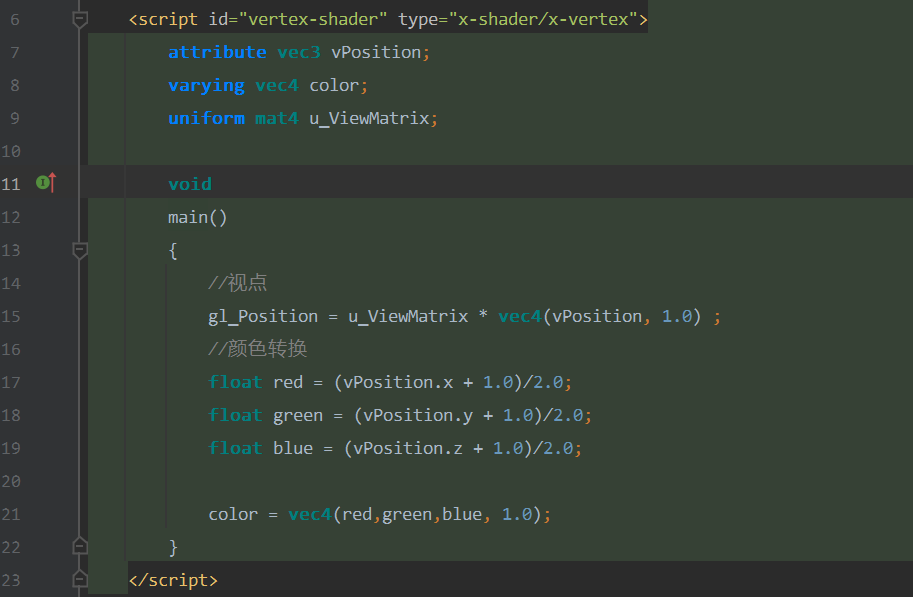 6 <script id="vertex-shader" type="x-shader/x-vertex">
7 attribute vec3 vPosition;
8 varying vec4 color;
9 uniform mat4 u_ViewMatrix;
10
11 I void
12 main()
13 {
14 //视点
15 gl_Position = u_ViewMatrix * vec4(vPosition, 1.0) ;
16 //颜色转换
17 float red = (vPosition.x + 1.0)/2.0;
18 float green = (vPosition.y + 1.0)/2.0;
19 float blue = (vPosition.z + 1.0)/2.0;
20
21 color = vec4(red,green,blue, 1.0);
22 }
23 </script>